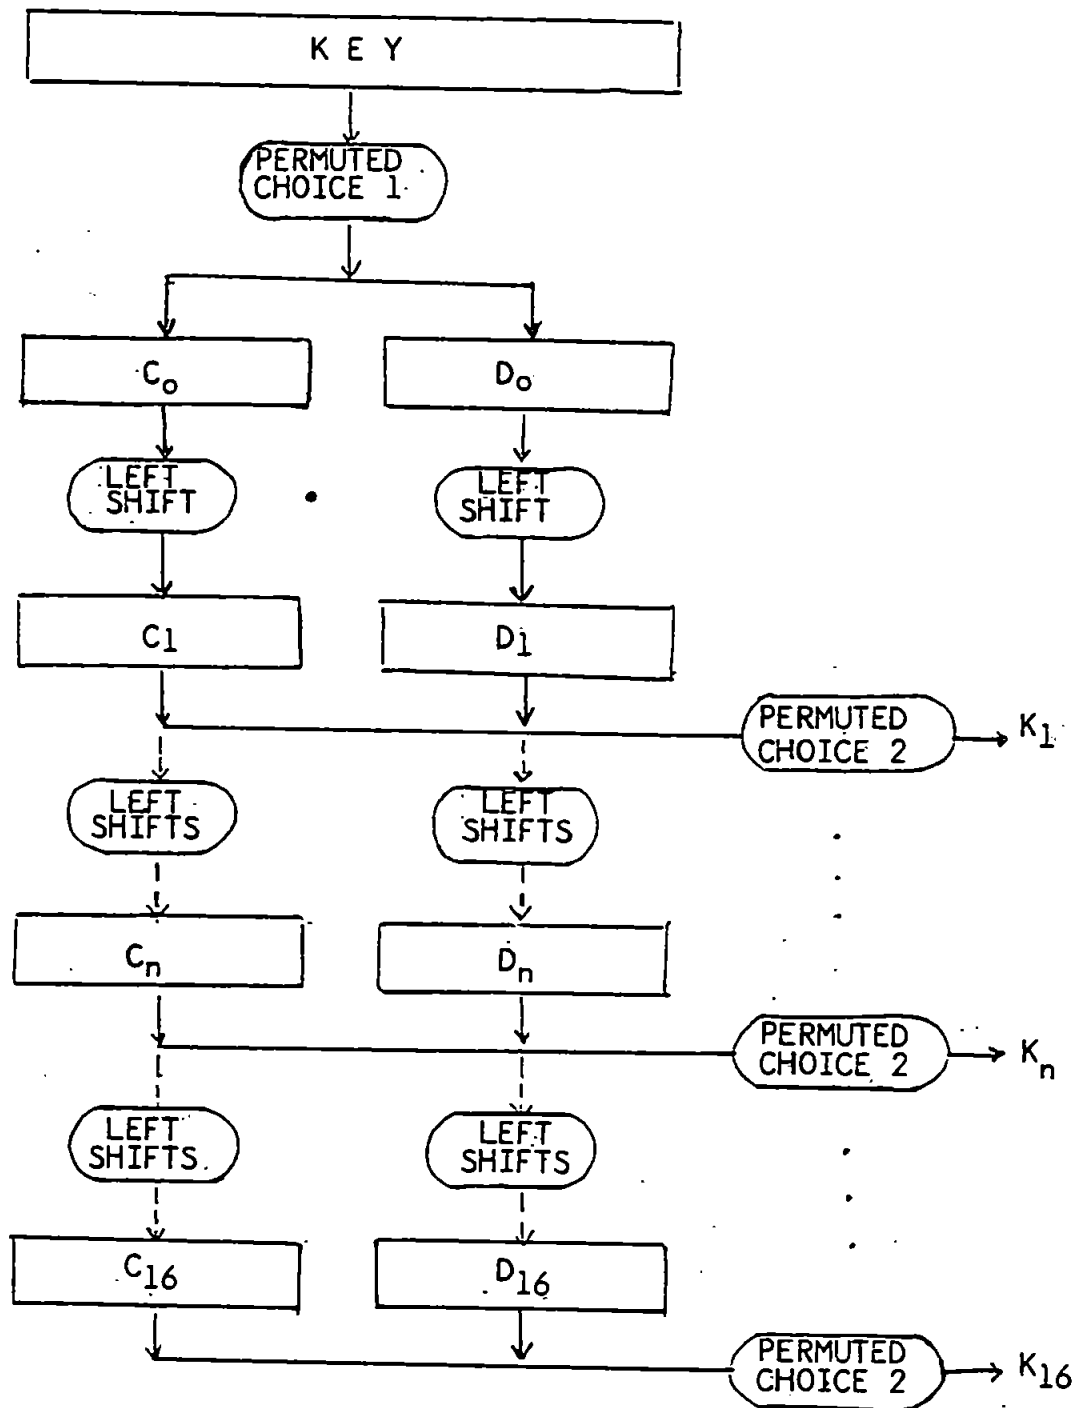 K E Y
PERMUTED
CHOICE 1
C₀
D₀
LEFT
SHIFT
LEFT
SHIFT
C1
D1
PERMUTED
CHOICE 2
K1
LEFT
SHIFTS
LEFT
SHIFTS
Cn
Dn
PERMUTED
CHOICE 2
Kn
LEFT
SHIFTS
LEFT
SHIFTS
C16
D16
PERMUTED
CHOICE 2
K16